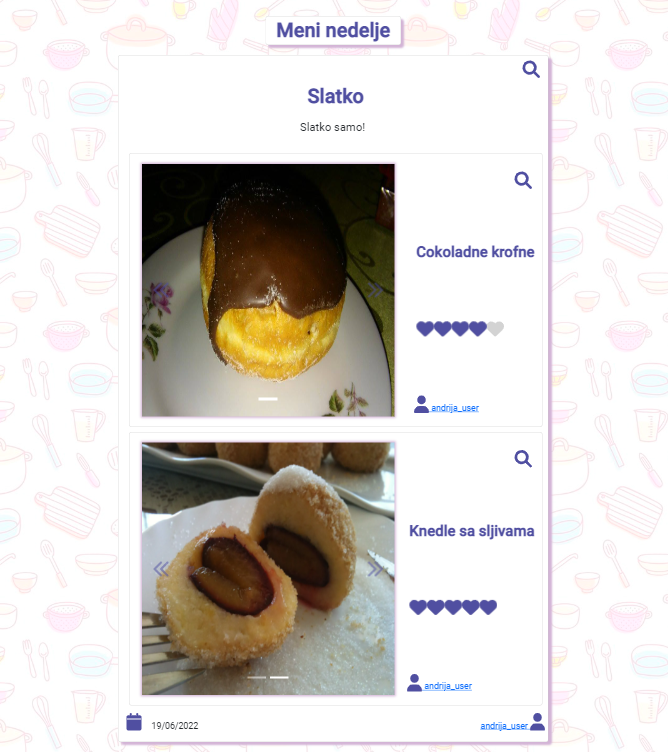 Meni nedelje
Slatko
Slatko samo!
Cokoladne krofne
andrija_user
Knedle sa sljivama
andrija_user
19/06/2022
andrija_user